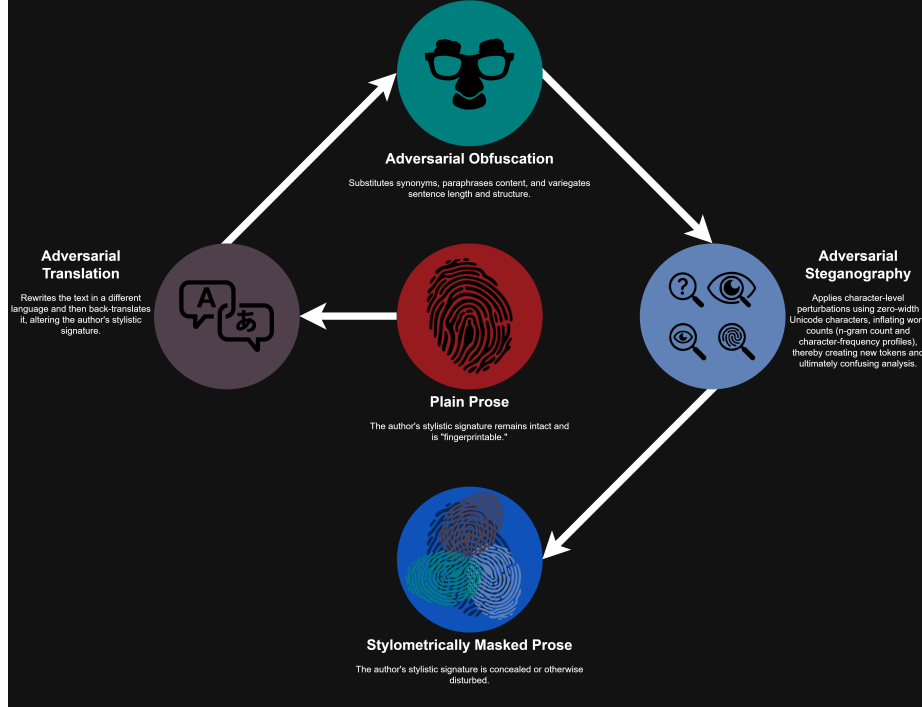 Adversarial Obfuscation
Substitutes synonyms, paraphrases content, and variegates
sentence length and structure.
Adversarial
Translation
Rewrites the text in a different
language and then back-translates
it, altering the author's stylistic
signature.
A
あ
Plain Prose
The author's stylistic signature remains intact and
is "fingerprintable."
?
Adversarial
Steganography
Applies character-level
perturbations using zero-width
Unicode characters, inflating word
counts (n-gram count and
character-frequency profiles),
thereby creating new tokens and
ultimately confusing analysis.
Stylometrically Masked Prose
The author's stylistic signature is concealed or otherwise
disturbed.